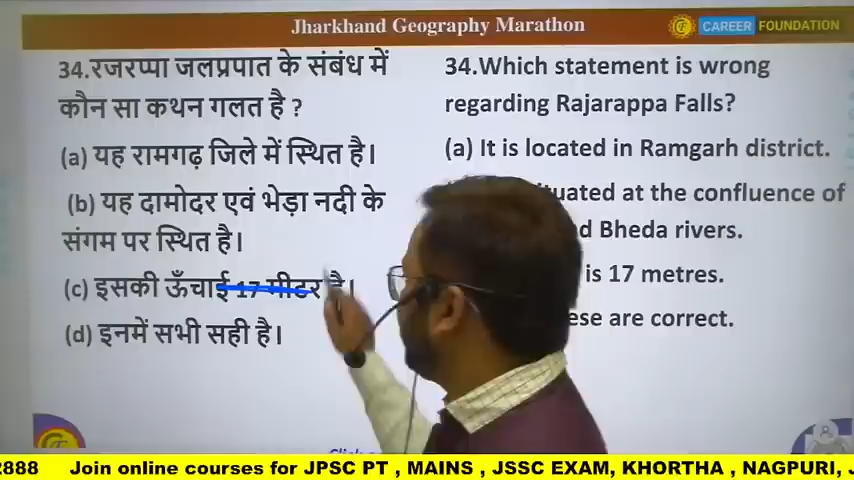 Jharkhand Geography Marathon
CAREER FOUNDATION
34.रजरप्पा जलप्रपात के संबंध में
कौन सा कथन गलत है ?
(a) यह रामगढ़ जिले में स्थित है।
(b) यह दामोदर एवं भेड़ा नदी के
संगम पर स्थित है।
(c) इसकी ऊँचाई 17 मीटर है।
(d) इनमें सभी सही है।
34.Which statement is wrong
regarding Rajarappa Falls?
(a) It is located in Ramgarh district.
at the confluence of
Bheda rivers.
is 17 metres.
are correct.
2888 Join online courses for JPSC PT , MAINS , JSSC EXAM, KHORTHA , NAGPURI,